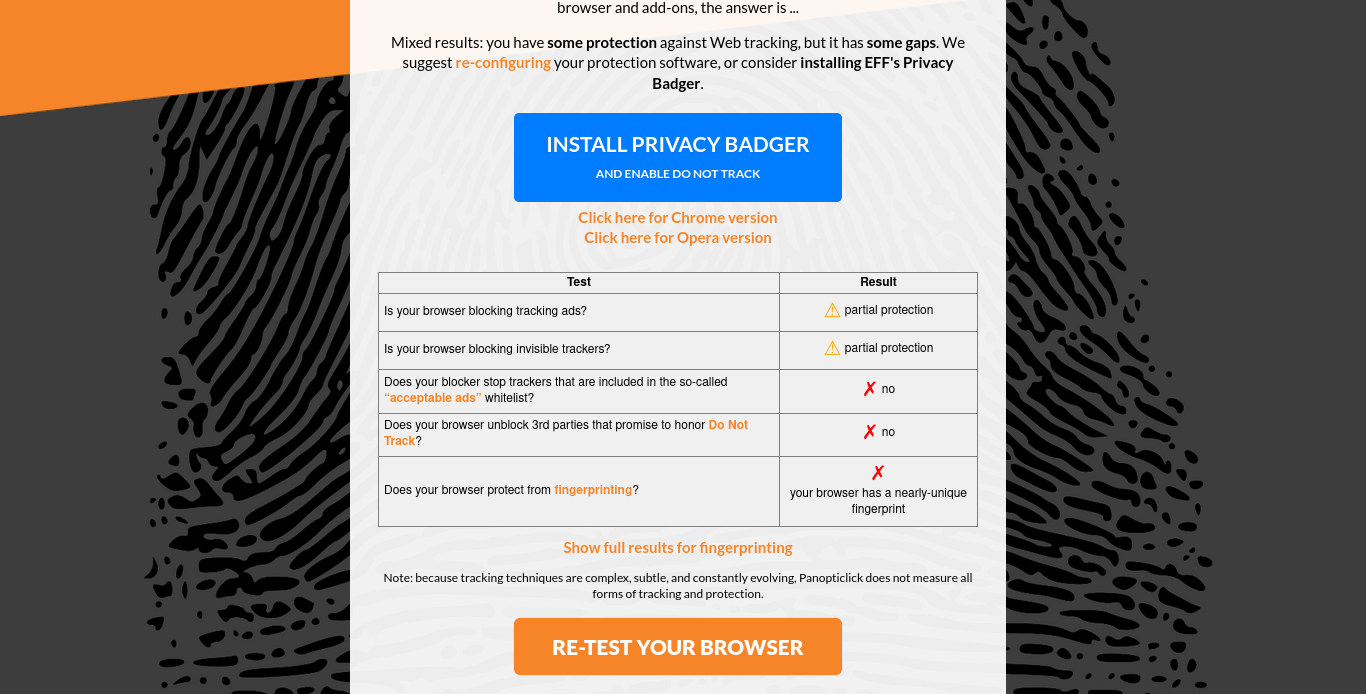 browser and add-ons, the answer is ...
Mixed results: you have some protection against Web tracking, but it has some gaps. We
suggest re-configuring your protection software, or consider installing EFF's Privacy
Badger.
INSTALL PRIVACY BADGER
AND ENABLE DO NOT TRACK
Click here for Chrome version
Click here for Opera version
Test Result
Is your browser blocking tracking ads? ⚠ partial protection
Is your browser blocking invisible trackers? ⚠ partial protection
Does your blocker stop trackers that are included in the so-called
“acceptable ads” whitelist? ✗ no
Does your browser unblock 3rd parties that promise to honor Do Not
Track? ✗ no
Does your browser protect from fingerprinting? ✗
your browser has a nearly-unique
fingerprint
Show full results for fingerprinting
Note: because tracking techniques are complex, subtle, and constantly evolving, Panopticlick does not measure all
forms of tracking and protection.
RE-TEST YOUR BROWSER